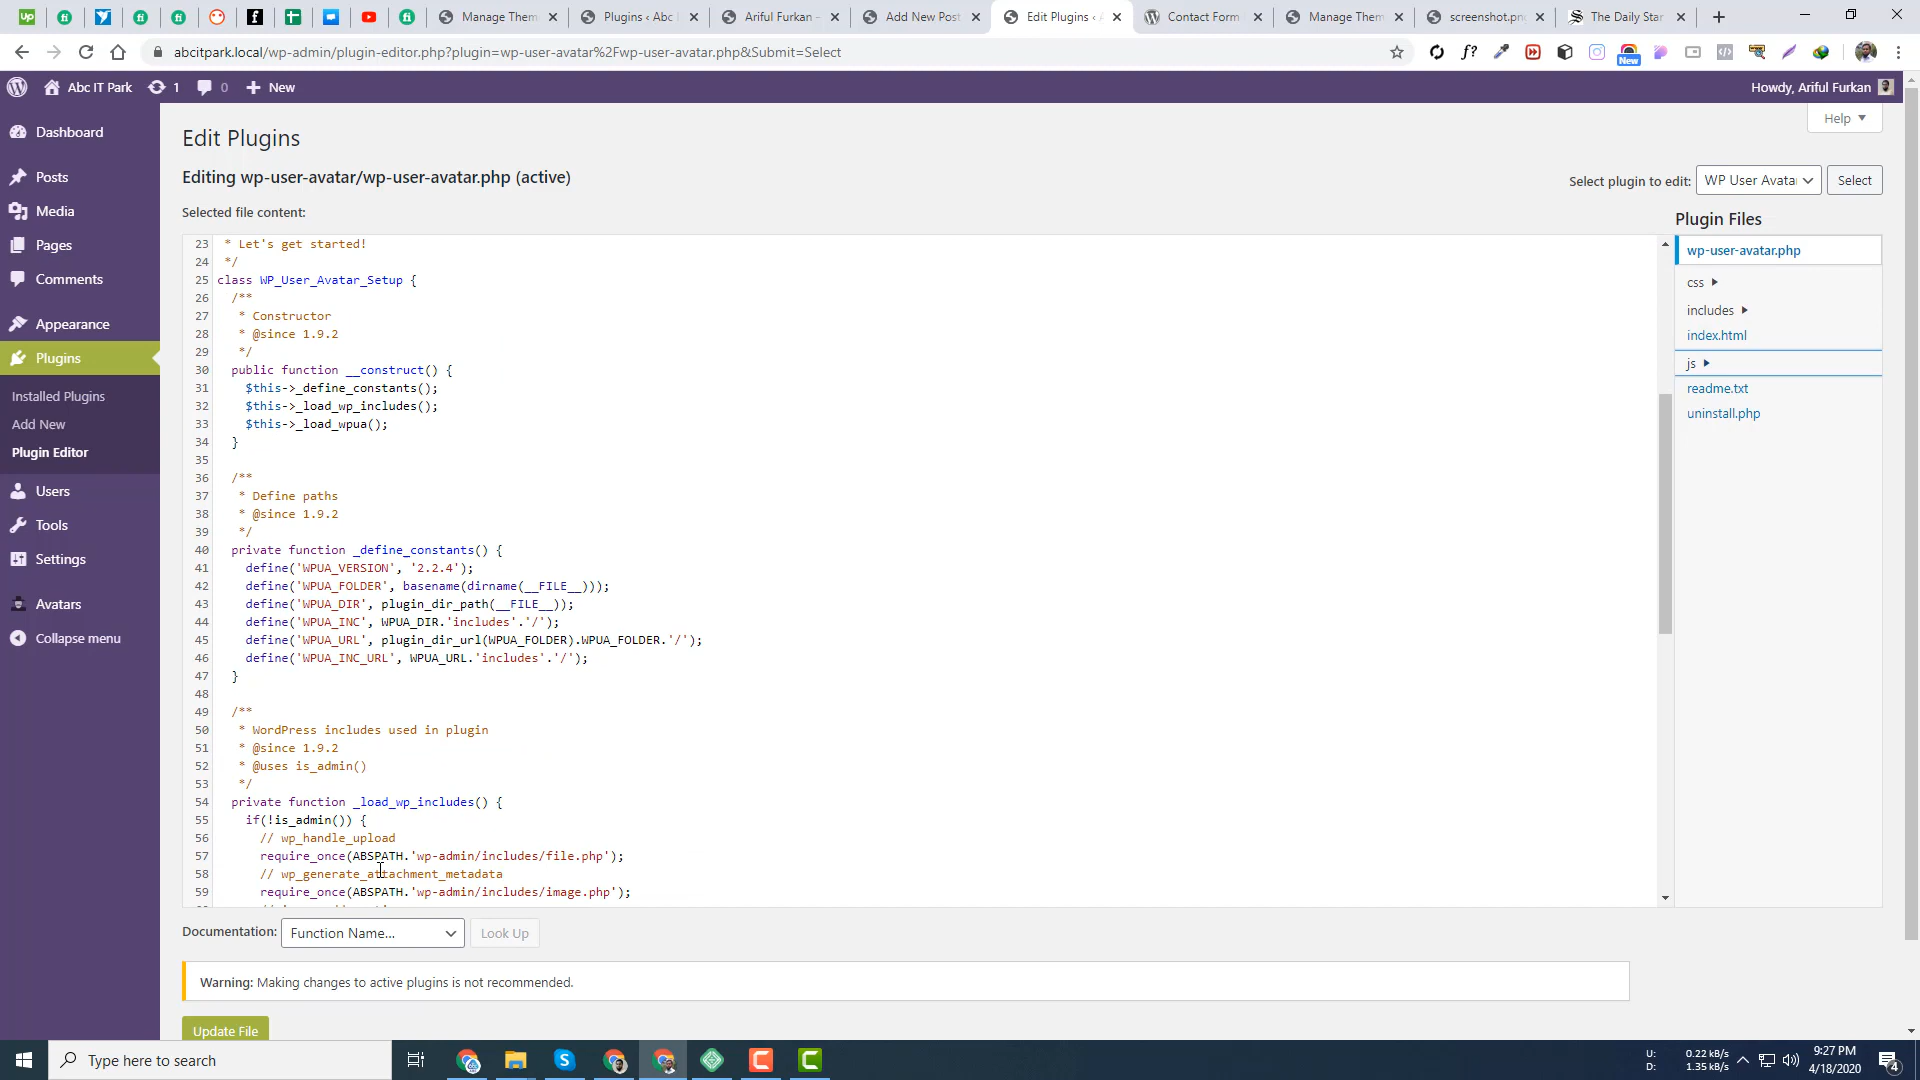 Up
Manage Them
Plugins ‹ Abc
Ariful Furkan -
Add New Post
Edit Plugins ‹
Contact Form
Manage Them
screenshot.pn
The Daily Star
abcitpark.local/wp-admin/plugin-editor.php?plugin=wp-user-avatar%2Fwp-user-avatar.php&Submit=Select
f?
New
Abc IT Park
1
0
New
Howdy, Ariful Furkan
Help
Dashboard
Posts
Media
Pages
Comments
Appearance
Plugins
Installed Plugins
Add New
Plugin Editor
Users
Tools
Settings
Avatars
Collapse menu
Edit Plugins
Editing wp-user-avatar/wp-user-avatar.php (active)
Select plugin to edit: WP User Avata Select
Selected file content:
23 * Let's get started!
24 */
25 class WP_User_Avatar_Setup {
26 /**
27 * Constructor
28 * @since 1.9.2
29 */
30 public function __construct() {
31 $this->_define_constants();
32 $this->_load_wp_includes();
33 $this->_load_wpua();
34 }
35
36 /**
37 * Define paths
38 * @since 1.9.2
39 */
40 private function _define_constants() {
41 define('WPUA_VERSION', '2.2.4');
42 define('WPUA_FOLDER', basename(dirname(__FILE__)));
43 define('WPUA_DIR', plugin_dir_path(__FILE__));
44 define('WPUA_INC', WPUA_DIR.'includes'.'/');
45 define('WPUA_URL', plugin_dir_url(WPUA_FOLDER).WPUA_FOLDER.'/');
46 define('WPUA_INC_URL', WPUA_URL.'includes'.'/');
47 }
48
49 /**
50 * WordPress includes used in plugin
51 * @since 1.9.2
52 * @uses is_admin()
53 */
54 private function _load_wp_includes() {
55 if(!is_admin()) {
56 // wp_handle_upload
57 require_once(ABSPATH.'wp-admin/includes/file.php');
58 // wp_generate_attachment_metadata
59 require_once(ABSPATH.'wp-admin/includes/image.php');
Plugin Files
wp-user-avatar.php
css
includes
index.html
js
readme.txt
uninstall.php
Documentation: Function Name... Look Up
Warning: Making changes to active plugins is not recommended.
Update File
Type here to search
U: 0.22 kB/s
D: 1.35 kB/s
9:27 PM
4/18/2020
4